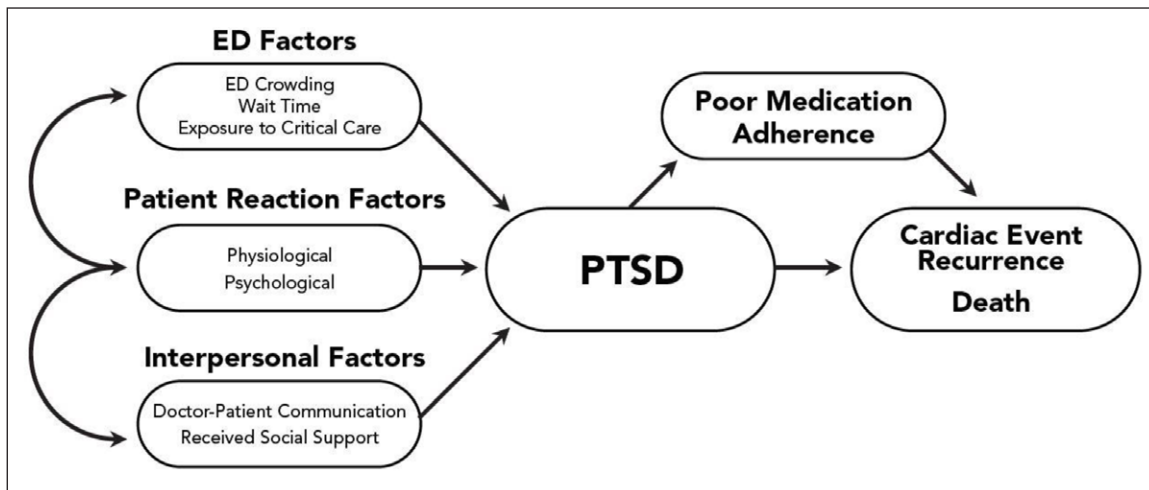 ED Factors
ED Crowding
Wait Time
Exposure to Critical Care
Patient Reaction Factors
Physiological
Psychological
Interpersonal Factors
Doctor-Patient Communication
Received Social Support
PTSD
Poor Medication
Adherence
Cardiac Event
Recurrence
Death